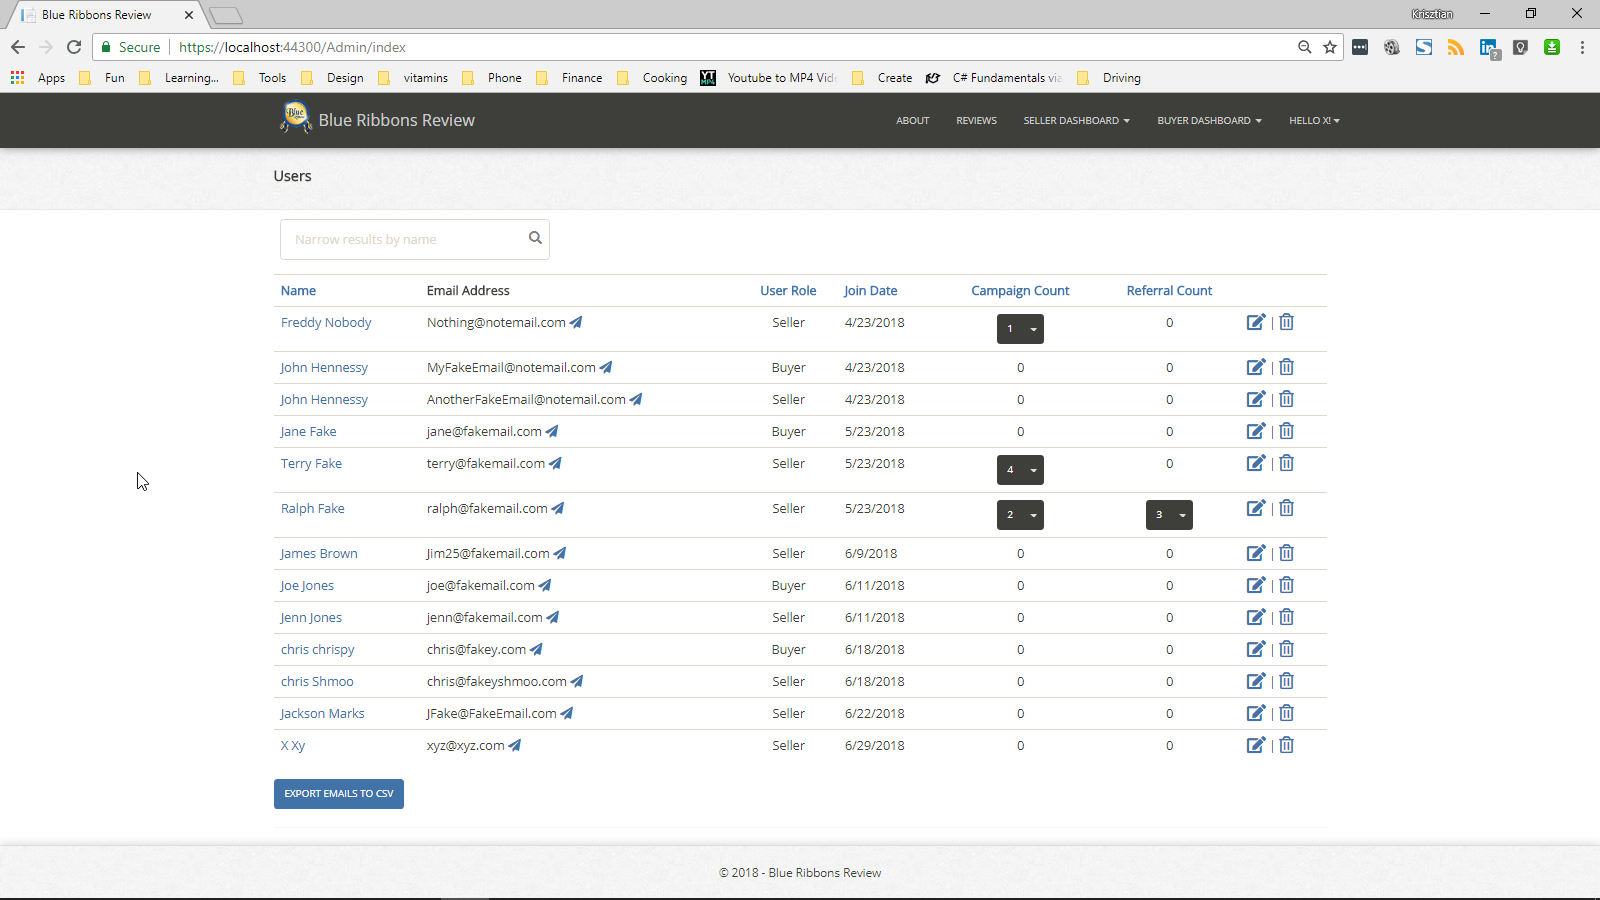 Blue Ribbons Review
Krisztian
Secure https://localhost:44300/Admin/index
Apps Fun Learning... Tools Design vitamins Phone Finance Cooking Youtube to MP4 Vid Create C# Fundamentals via Driving
Blue Ribbons Review ABOUT REVIEWS SELLER DASHBOARD BUYER DASHBOARD HELLO X!
Users
Narrow results by name
Name Email Address User Role Join Date Campaign Count Referral Count
Freddy Nobody Nothing@notemail.com Seller 4/23/2018 1 0 |
John Hennessy MyFakeEmail@notemail.com Buyer 4/23/2018 0 0 |
John Hennessy AnotherFakeEmail@notemail.com Seller 4/23/2018 0 0 |
Jane Fake jane@fakemail.com Buyer 5/23/2018 0 0 |
Terry Fake terry@fakemail.com Seller 5/23/2018 4 0 |
Ralph Fake ralph@fakemail.com Seller 5/23/2018 2 3 |
James Brown Jim25@fakemail.com Seller 6/9/2018 0 0 |
Joe Jones joe@fakemail.com Buyer 6/11/2018 0 0 |
Jenn Jones jenn@fakemail.com Seller 6/11/2018 0 0 |
chris chrispy chris@fakey.com Buyer 6/18/2018 0 0 |
chris Shmoo chris@fakeyshmoo.com Seller 6/18/2018 0 0 |
Jackson Marks JFake@FakeEmail.com Seller 6/22/2018 0 0 |
X Xy xyz@xyz.com Seller 6/29/2018 0 0 |
EXPORT EMAILS TO CSV
© 2018 - Blue Ribbons Review